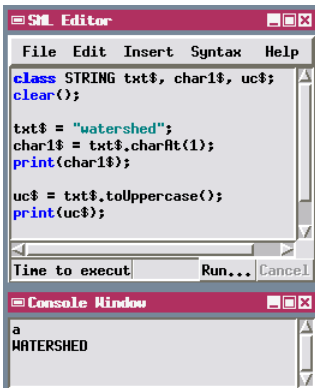 SML Editor
File Edit Insert Syntax Help
class STRING txt$, char1$, uc$;
clear();
txt$ = "watershed";
char1$ = txt$.charAt(1);
print(char1$);
uc$ = txt$.toUppercase();
print(uc$);
Time to execut Run... Cancel
Console Window
a
WATERSHED